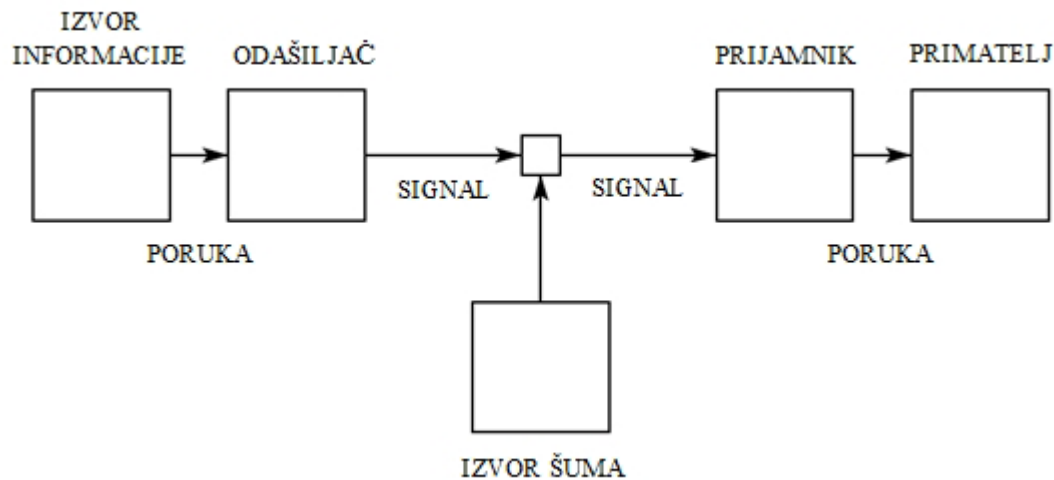 IZVOR
INFORMACIJE
ODAŠILJAČ
PRIJAMNIK
PRIMATELJ
SIGNAL
SIGNAL
PORUKA
PORUKA
IZVOR ŠUMA